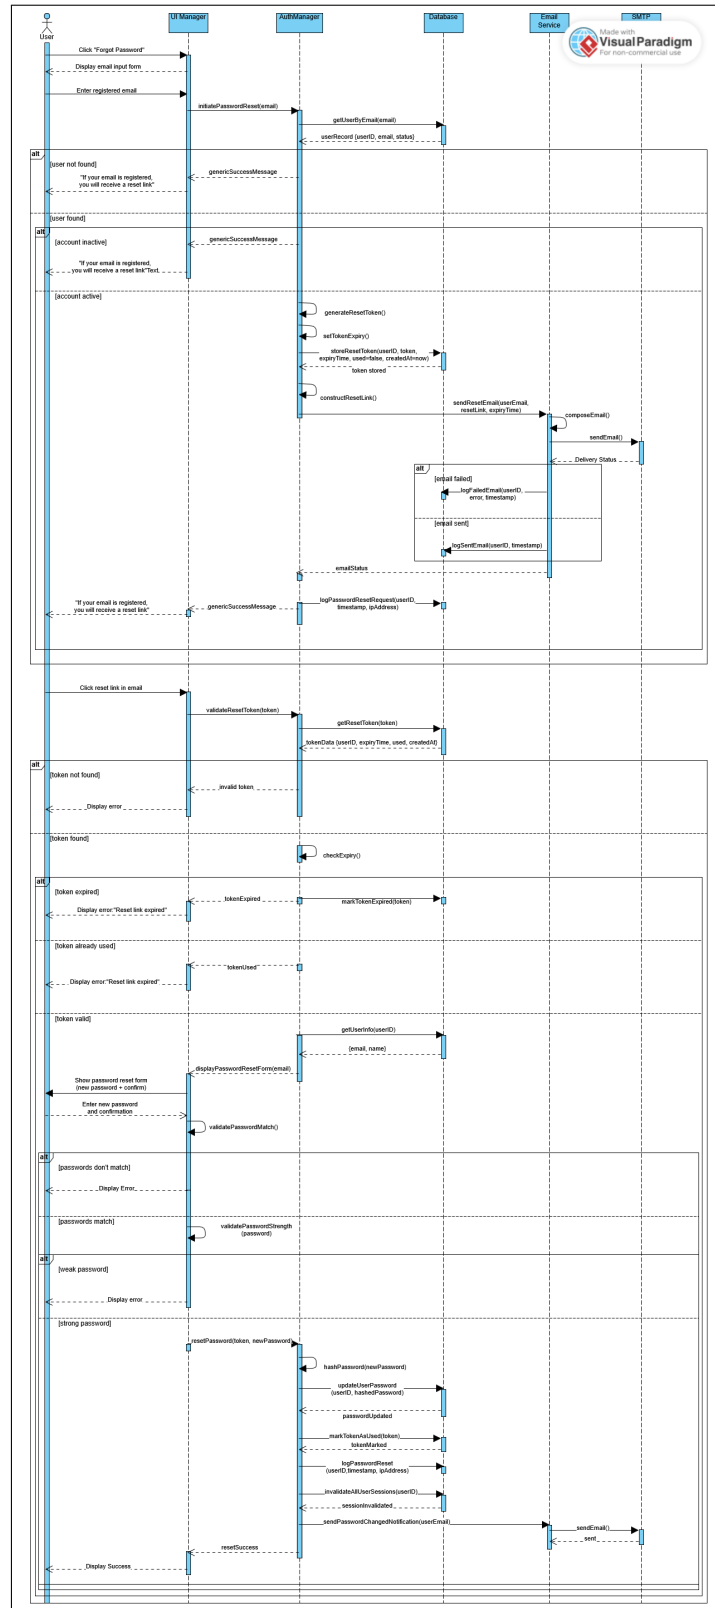 User
UI Manager
AuthManager
Database
Email
Service
SMTP
Made with
Visual Paradigm
For non-commercial use
Click "Forgot Password"
Display email input form
Enter registered email
initiatePasswordReset(email)
getUserByEmail(email)
userRecord {userID, email, status}
alt
[user not found]
genericSuccessMessage
"If your email is registered,
you will receive a reset link"
[user found]
alt
[account inactive]
genericSuccessMessage
"If your email is registered,
you will receive a reset link"Text
[account active]
generateResetToken()
setTokenExpiry()
storeResetToken(userID, token,
expiryTime, used=false, createdAt=now)
token stored
constructResetLink()
sendResetEmail(userEmail,
resetLink, expiryTime)
composeEmail()
sendEmail()
Delivery Status
alt
[email failed]
logFailedEmail(userID,
error, timestamp)
[email sent]
logSentEmail(userID, timestamp)
emailStatus
"If your email is registered,
you will receive a reset link"
genericSuccessMessage
logPasswordResetRequest(userID,
timestamp, ipAddress)
Click reset link in email
validateResetToken(token)
getResetToken(token)
tokenData {userID, expiryTime, used, createdAt}
alt
[token not found]
invalid token
Display error
[token found]
checkExpiry()
alt
[token expired]
tokenExpired
markTokenExpired(token)
Display error:"Reset link expired"
[token already used]
tokenUsed
Display error:"Reset link expired"
[token valid]
getUserInfo(userID)
{email, name}
displayPasswordResetForm(email)
Show password reset form
(new password + confirm)
Enter new password
and confirmation
validatePasswordMatch()
alt
[passwords don't match]
Display Error
[passwords match]
validatePasswordStrength
(password)
alt
[weak password]
Display error
[strong password]
resetPassword(token, newPassword)
hashPassword(newPassword)
updateUserPassword
(userID, hashedPassword)
passwordUpdated
markTokenAsUsed(token)
tokenMarked
logPasswordReset
(userID,timestamp, ipAddress)
invalidateAllUserSessions(userID)
sessionInvalidated
sendPasswordChangedNotification(userEmail)
sendEmail()
sent
resetSuccess
Display Success